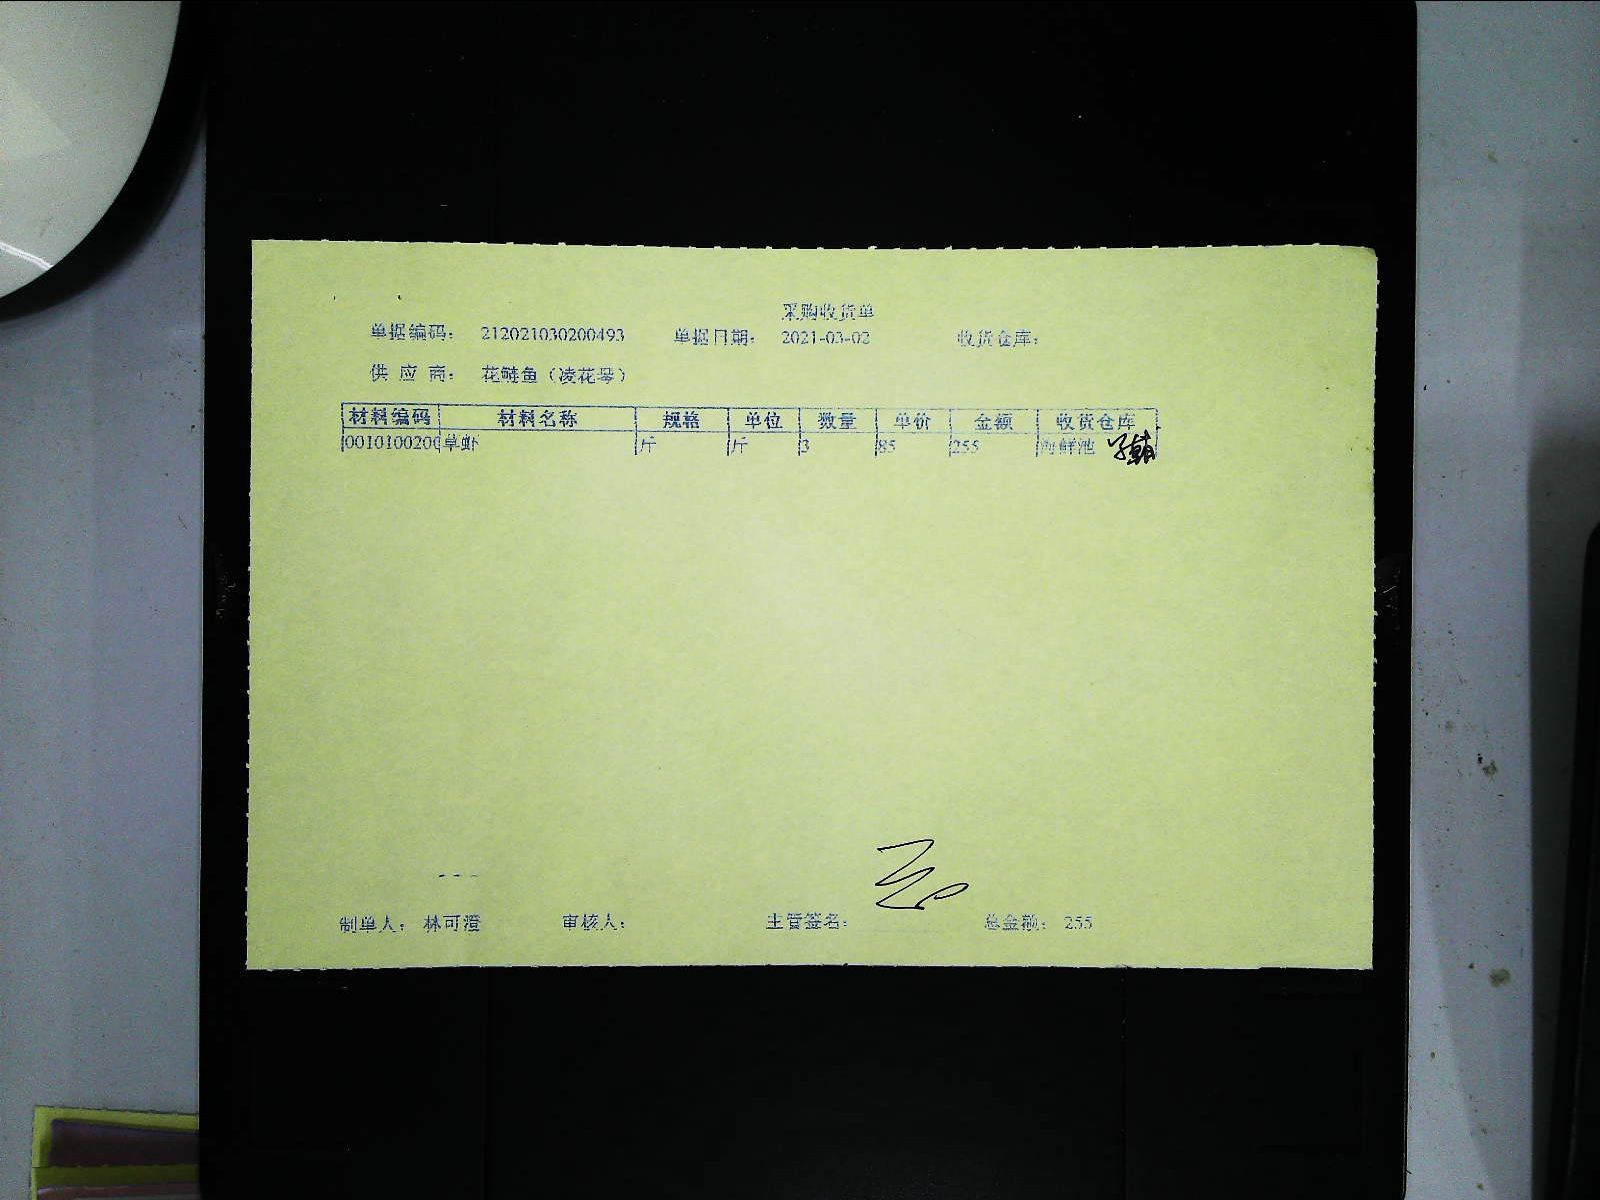 采购收货单
单据编码： 212021030200493 单据日期： 2021-03-02 收货仓库：
供应商： 花鲢鱼（凌花琴）
材料编码 材料名称 规格 单位 数量 单价 金额 收货仓库
0010100200 草虾 斤 斤 3 85 255 海鲜池
制单人： 林可澄 审核人： 主管签名： 总金额： 255